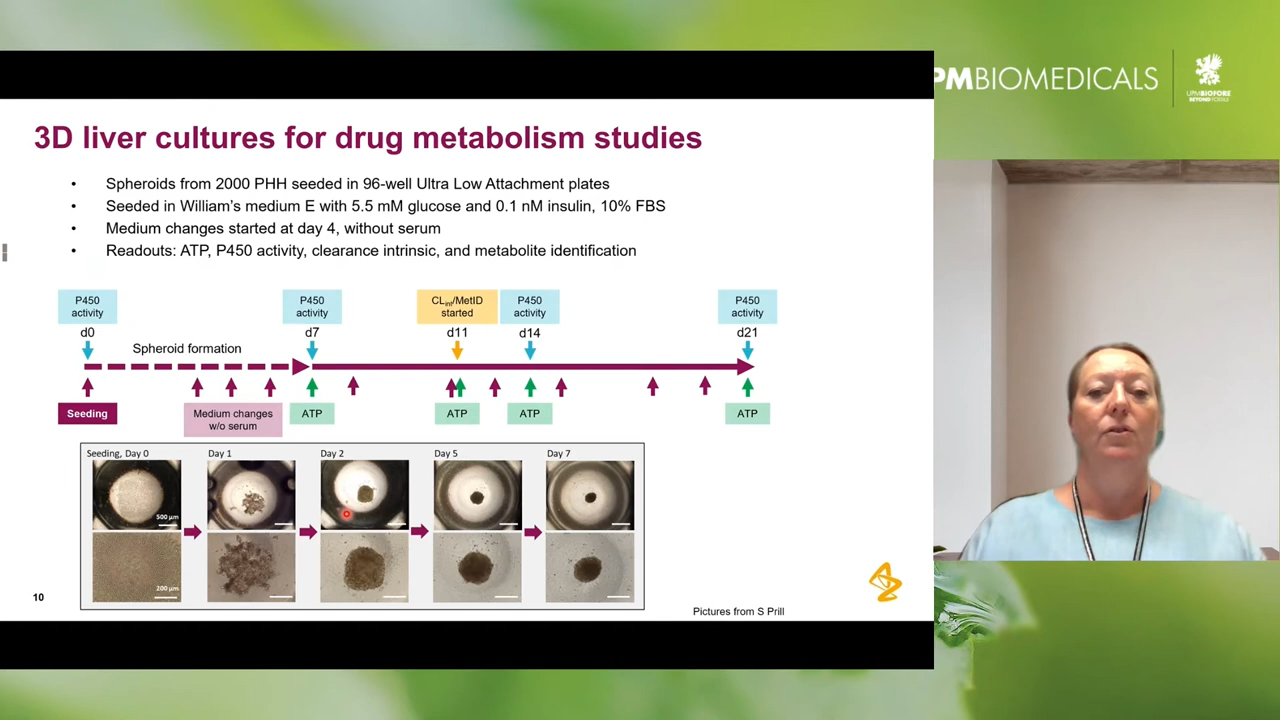 PMBIOMEDICALS
UPMBIOFORE
BEYOND FOSSILS
3D liver cultures for drug metabolism studies
• Spheroids from 2000 PHH seeded in 96-well Ultra Low Attachment plates
• Seeded in William's medium E with 5.5 mM glucose and 0.1 nM insulin, 10% FBS
• Medium changes started at day 4, without serum
• Readouts: ATP, P450 activity, clearance intrinsic, and metabolite identification
P450
activity
d0
P450
activity
d7
CLint/MetID
started
d11
P450
activity
d14
P450
activity
d21
Spheroid formation
Seeding
Medium changes
w/o serum
ATP
ATP
ATP
ATP
Seeding, Day 0
Day 1
Day 2
Day 5
Day 7
500 µm
200 µm
10
Pictures from S Prill